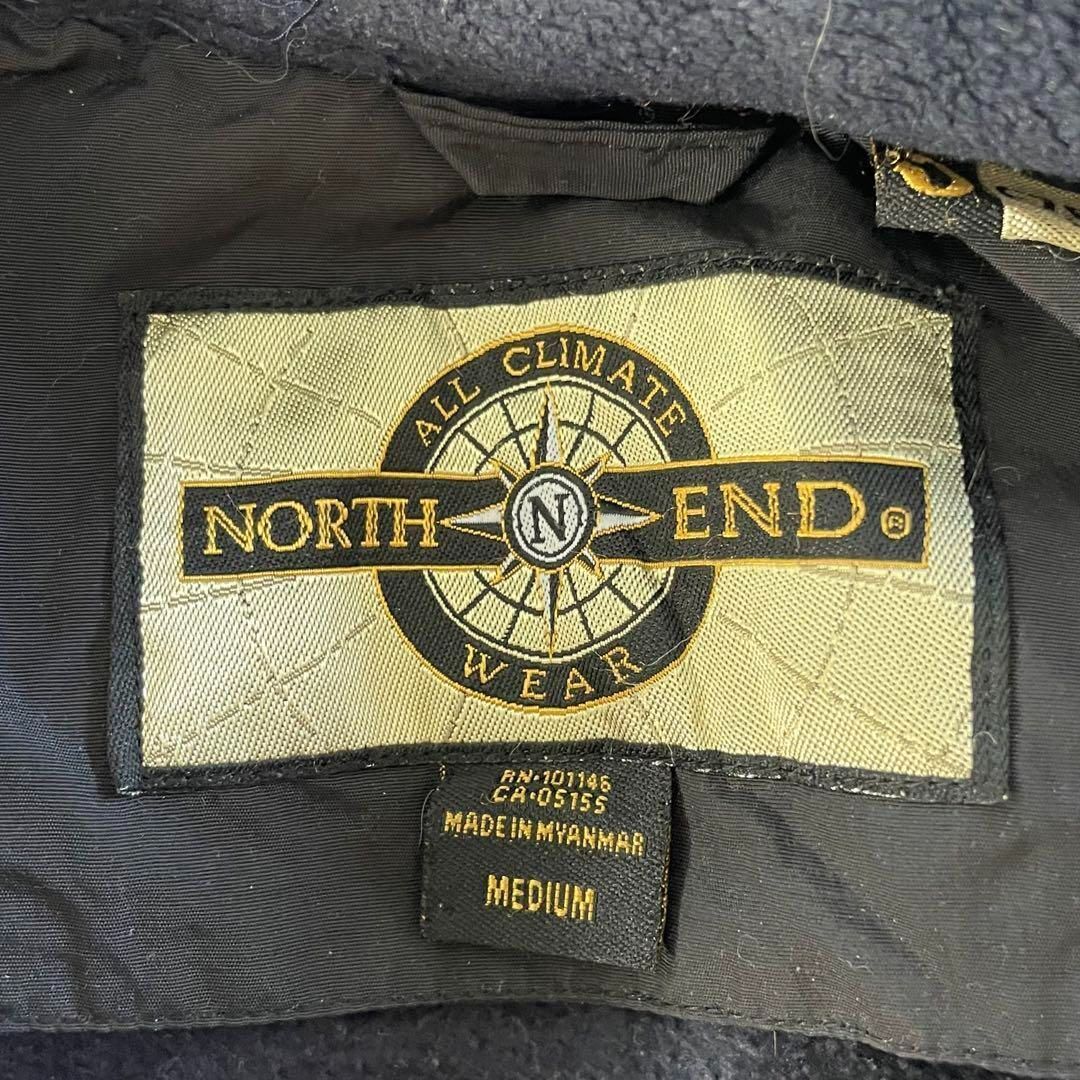 ALL CLIMATE
NORTH N END ®
WEAR
RN·101146
CA·05155
MADE IN MYANMAR
MEDIUM